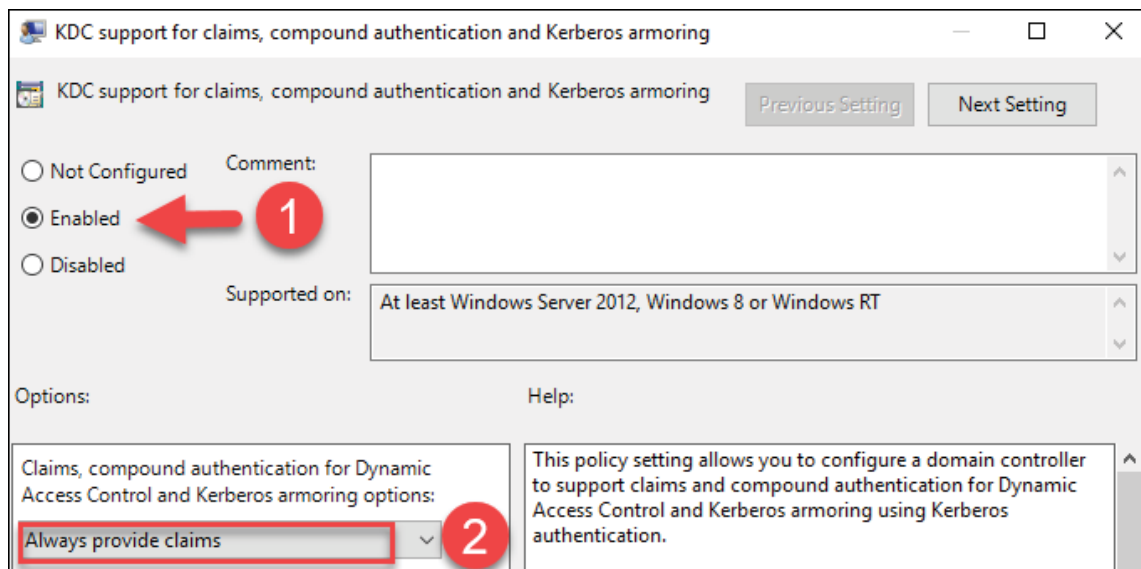 KDC support for claims, compound authentication and Kerberos armoring
KDC support for claims, compound authentication and Kerberos armoring
Previous Setting
Next Setting
Not Configured
Comment:
Enabled
1
Disabled
Supported on:
At least Windows Server 2012, Windows 8 or Windows RT
Options:
Help:
Claims, compound authentication for Dynamic
Access Control and Kerberos armoring options:
Always provide claims
2
This policy setting allows you to configure a domain controller
to support claims and compound authentication for Dynamic
Access Control and Kerberos armoring using Kerberos
authentication.